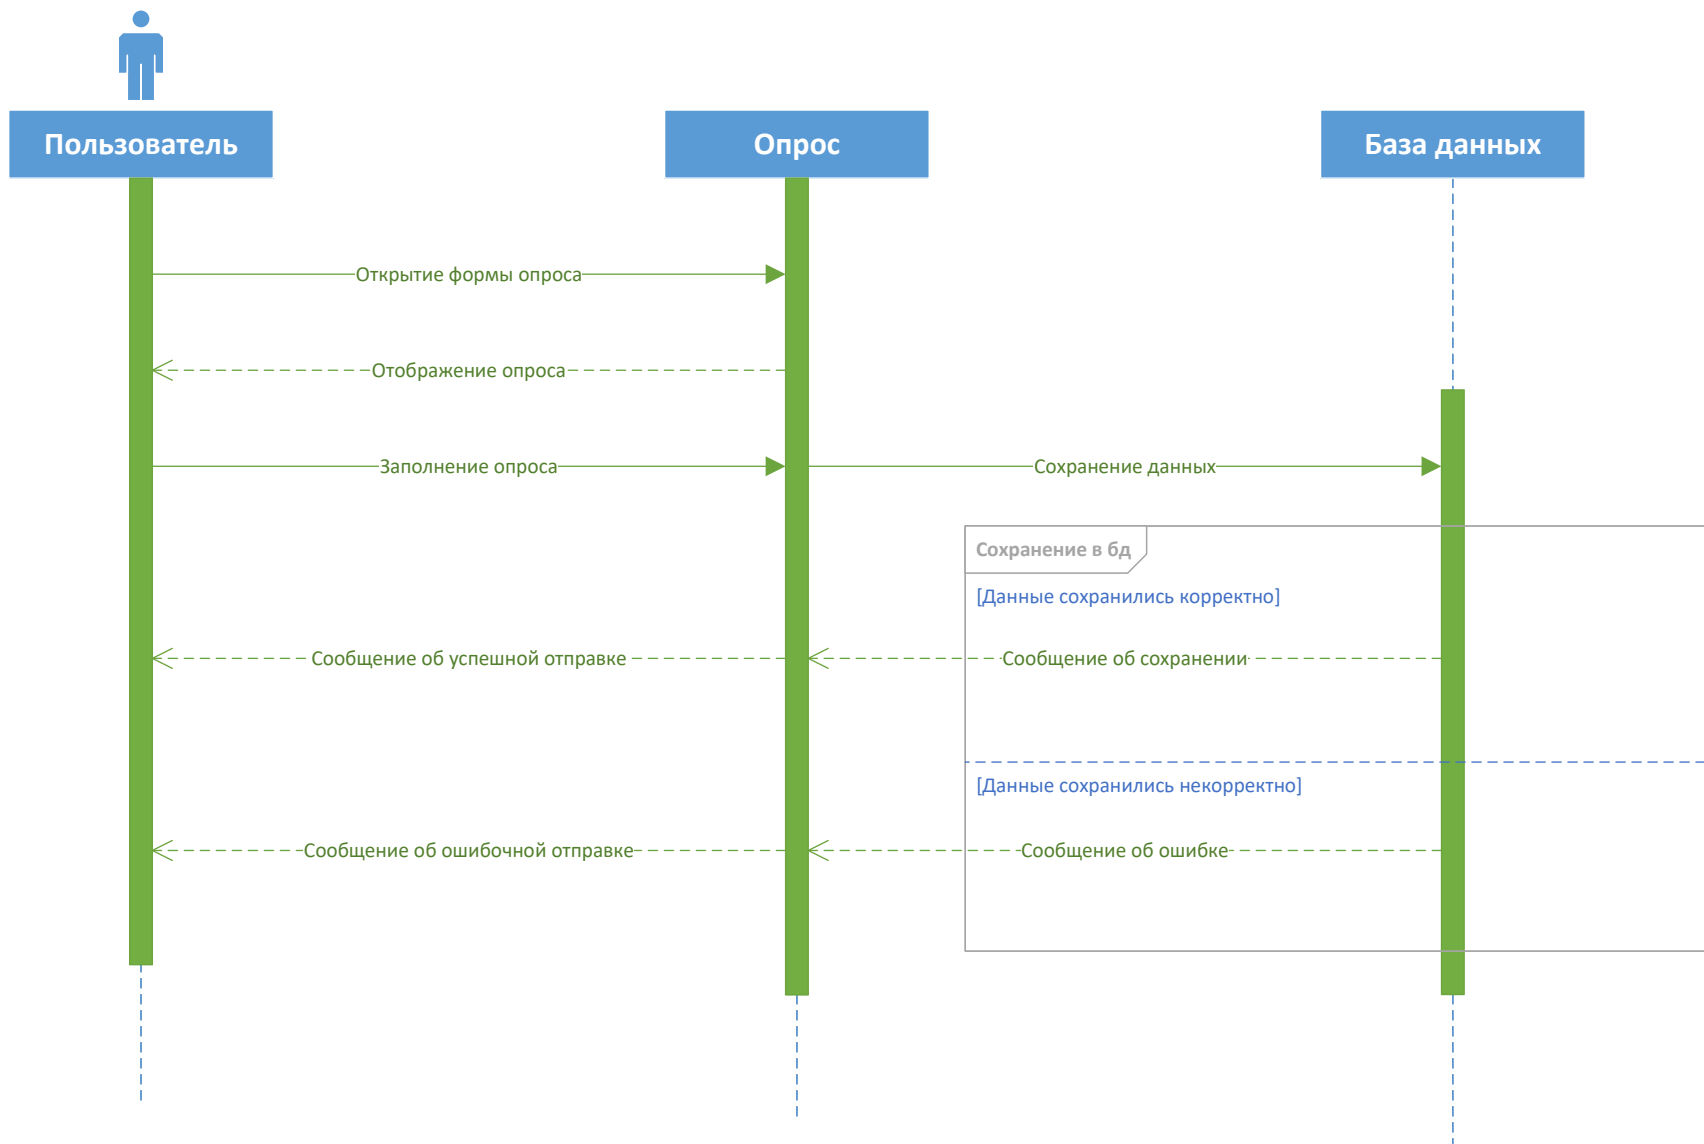 Пользователь
Опрос
База данных
Открытие формы опроса
Отображение опроса
Заполнение опроса
Сохранение данных
Сохранение в бд
[Данные сохранились корректно]
Сообщение об успешной отправке
Сообщение об сохранении
[Данные сохранились некорректно]
Сообщение об ошибочной отправке
Сообщение об ошибке